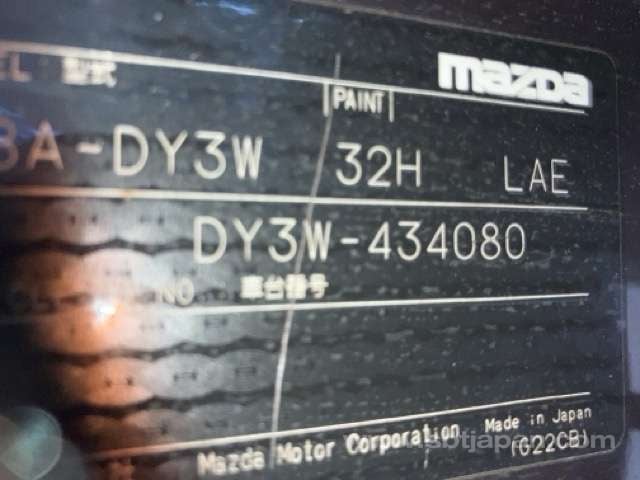 mazda
EL 型式
PAINT
BA-DY3W 32H LAE
DY3W-434080
NO 車台番号
Mazda Motor Corporation Made in Japan
(G22CB)